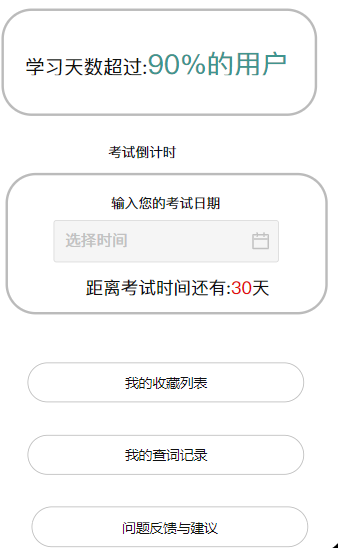 学习天数超过:90%的用户
考试倒计时
输入您的考试日期
选择时间
距离考试时间还有:30天
我的收藏列表
我的查词记录
问题反馈与建议